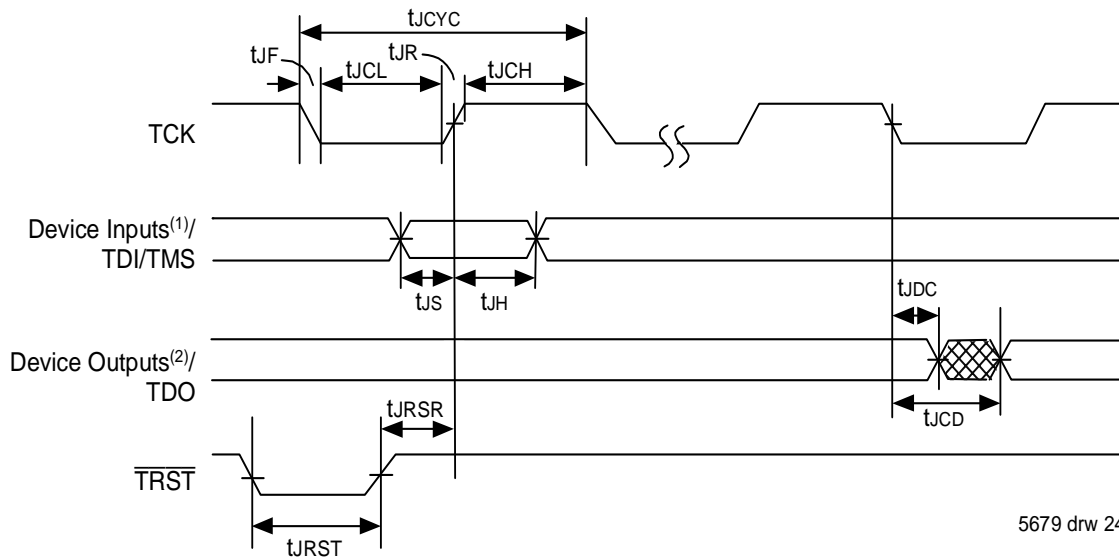 tJCYC
tJF
tJCL
tJR
tJCH
TCK
Device Inputs(1)/
TDI/TMS
tJS
tJH
tJDC
Device Outputs(2)/
TDO
tJRSR
tJCD
TRST
tJRST
5679 drw 24